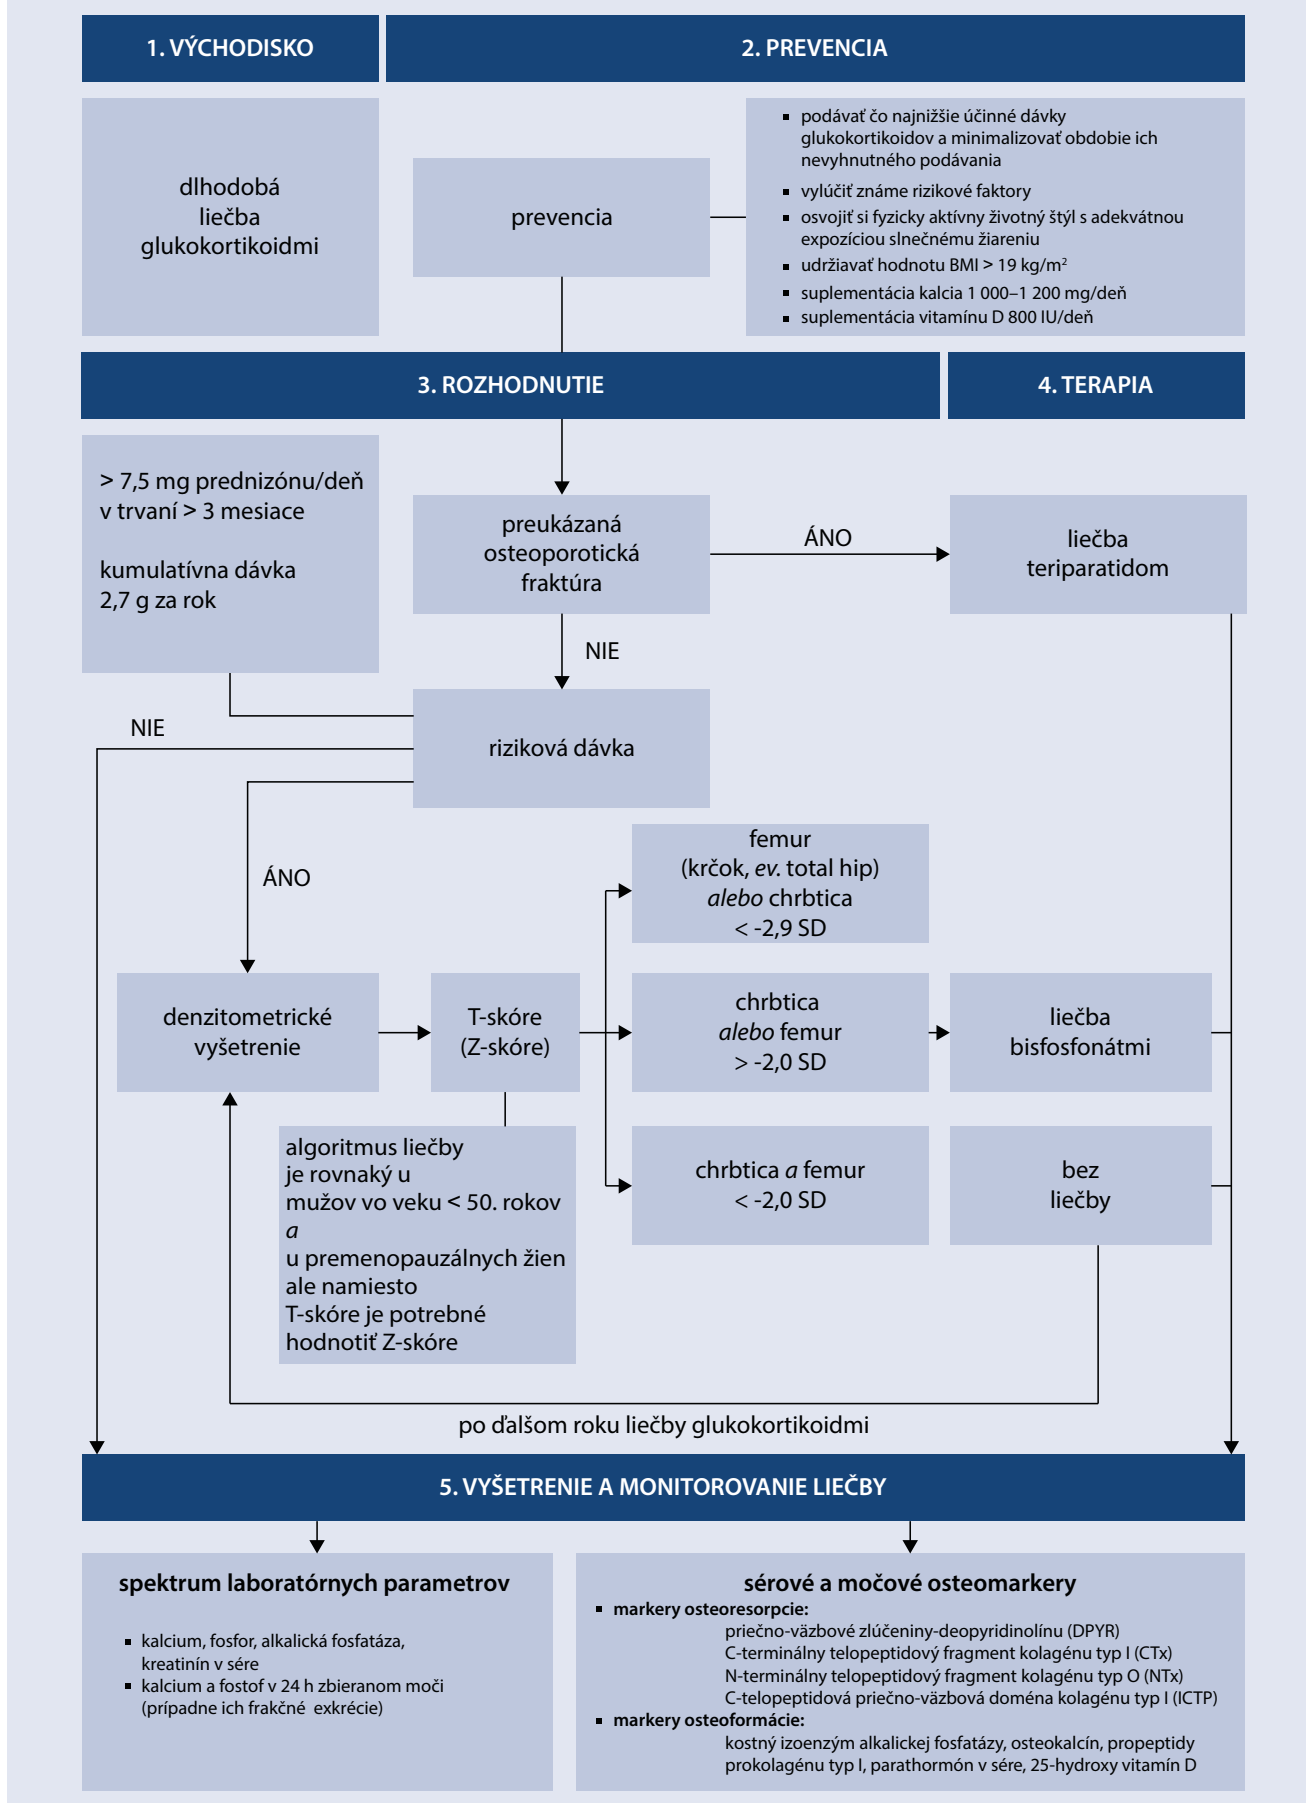 1. VÝCHODISKO
2. PREVENCIA
dlhodobá
liečba
glukokortikoidmi
prevencia
▪ podávať čo najnižšie účinné dávky
glukokortikoidov a minimalizovať obdobie ich
nevyhnutného podávania
▪ vylúčiť známe rizikové faktory
▪ osvojiť si fyzicky aktívny životný štýl s adekvátnou
expozíciou slnečnému žiareniu
▪ udržiavať hodnotu BMI > 19 kg/m²
▪ suplementácia kalcia 1 000–1 200 mg/deň
▪ suplementácia vitamínu D 800 IU/deň
3. ROZHODNUTIE
4. TERAPIA
> 7,5 mg prednizónu/deň
v trvaní > 3 mesiace
kumulatívna dávka
2,7 g za rok
preukázaná
osteoporotická
fraktúra
ÁNO
liečba
teriparatidom
NIE
riziková dávka
NIE
ÁNO
femur
(krčok, ev. total hip)
alebo chrbtica
< -2,9 SD
denzitometrické
vyšetrenie
T-skóre
(Z-skóre)
chrbtica
alebo femur
> -2,0 SD
liečba
bisfosfonátmi
algoritmus liečby
je rovnaký u
mužov vo veku < 50. rokov
a
u premenopauzálnych žien
ale namiesto
T-skóre je potrebné
hodnotiť Z-skóre
chrbtica a femur
< -2,0 SD
bez
liečby
po ďalšom roku liečby glukokortikoidmi
5. VYŠETRENIE A MONITOROVANIE LIEČBY
spektrum laboratórnych parametrov
▪ kalcium, fosfor, alkalická fosfatáza,
kreatinín v sére
▪ kalcium a fostof v 24 h zbieranom moči
(prípadne ich frakčné exkrécie)
sérové a močové osteomarkery
▪ markery osteoresorpcie:
priečno-väzbové zlúčeniny-deopyridinolínu (DPYR)
C-terminálny telopeptidový fragment kolagénu typ I (CTx)
N-terminálny telopeptidový fragment kolagénu typ O (NTx)
C-telopeptidová priečno-väzbová doména kolagénu typ I (ICTP)
▪ markery osteoformácie:
kostný izoenzým alkalickej fosfatázy, osteokalcín, propeptidy
prokolagénu typ I, parathormón v sére, 25-hydroxy vitamín D